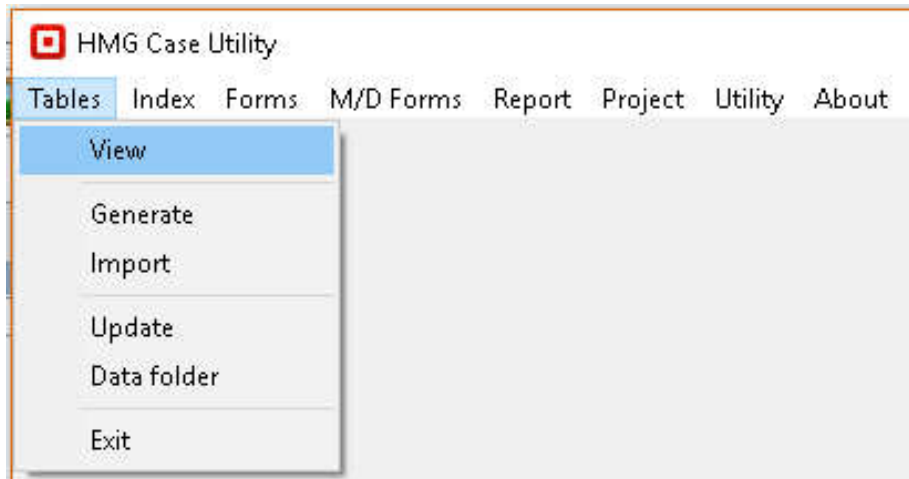 HMG Case Utility
Tables Index Forms M/D Forms Report Project Utility About
View
Generate
Import
Update
Data folder
Exit